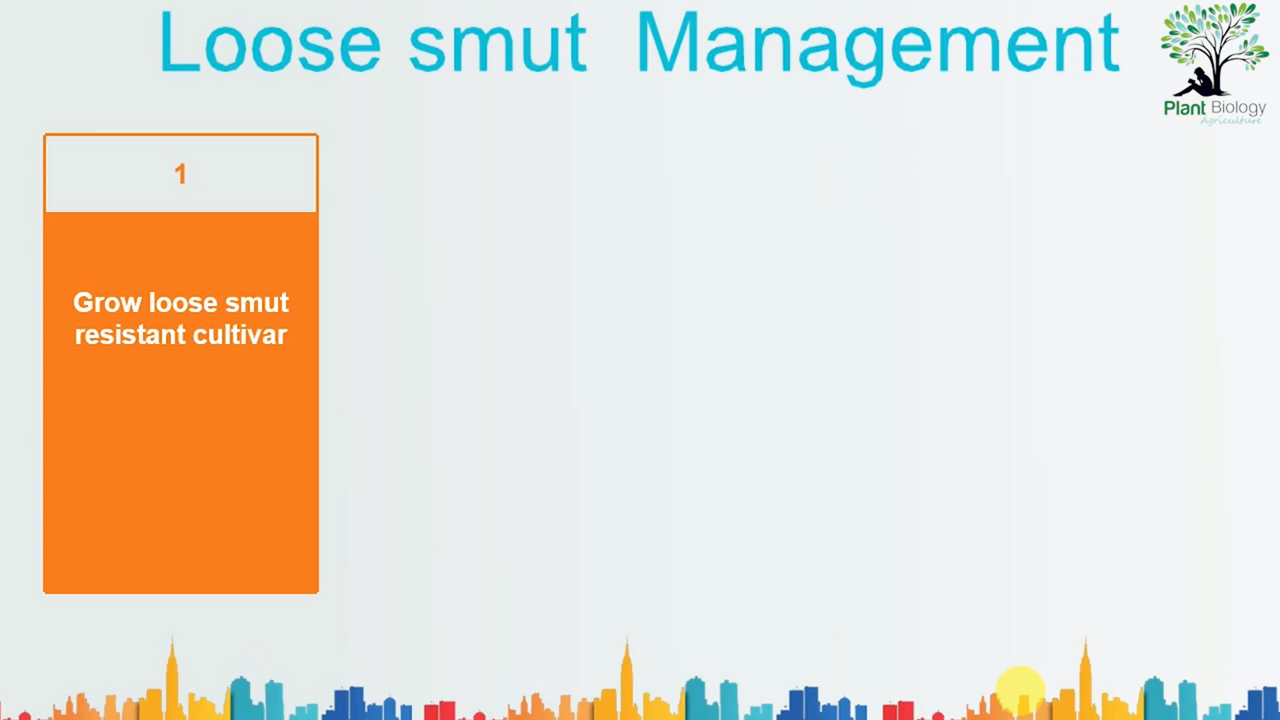 Loose smut Management
Plant Biology
Agriculture
1
Grow loose smut
resistant cultivar